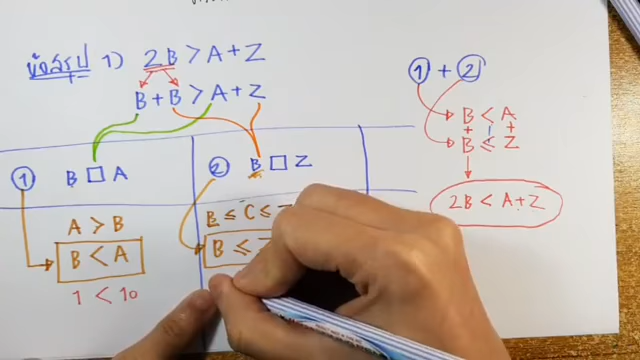 ข้อสรุป 1) 2B > A + Z
B + B > A + Z
① B □ A
② B □ Z
A > B
B < A
1 < 10
B ≤ C ≤
B ≤
① + ②
B < A
+ +
B ≤ Z
2B < A + Z